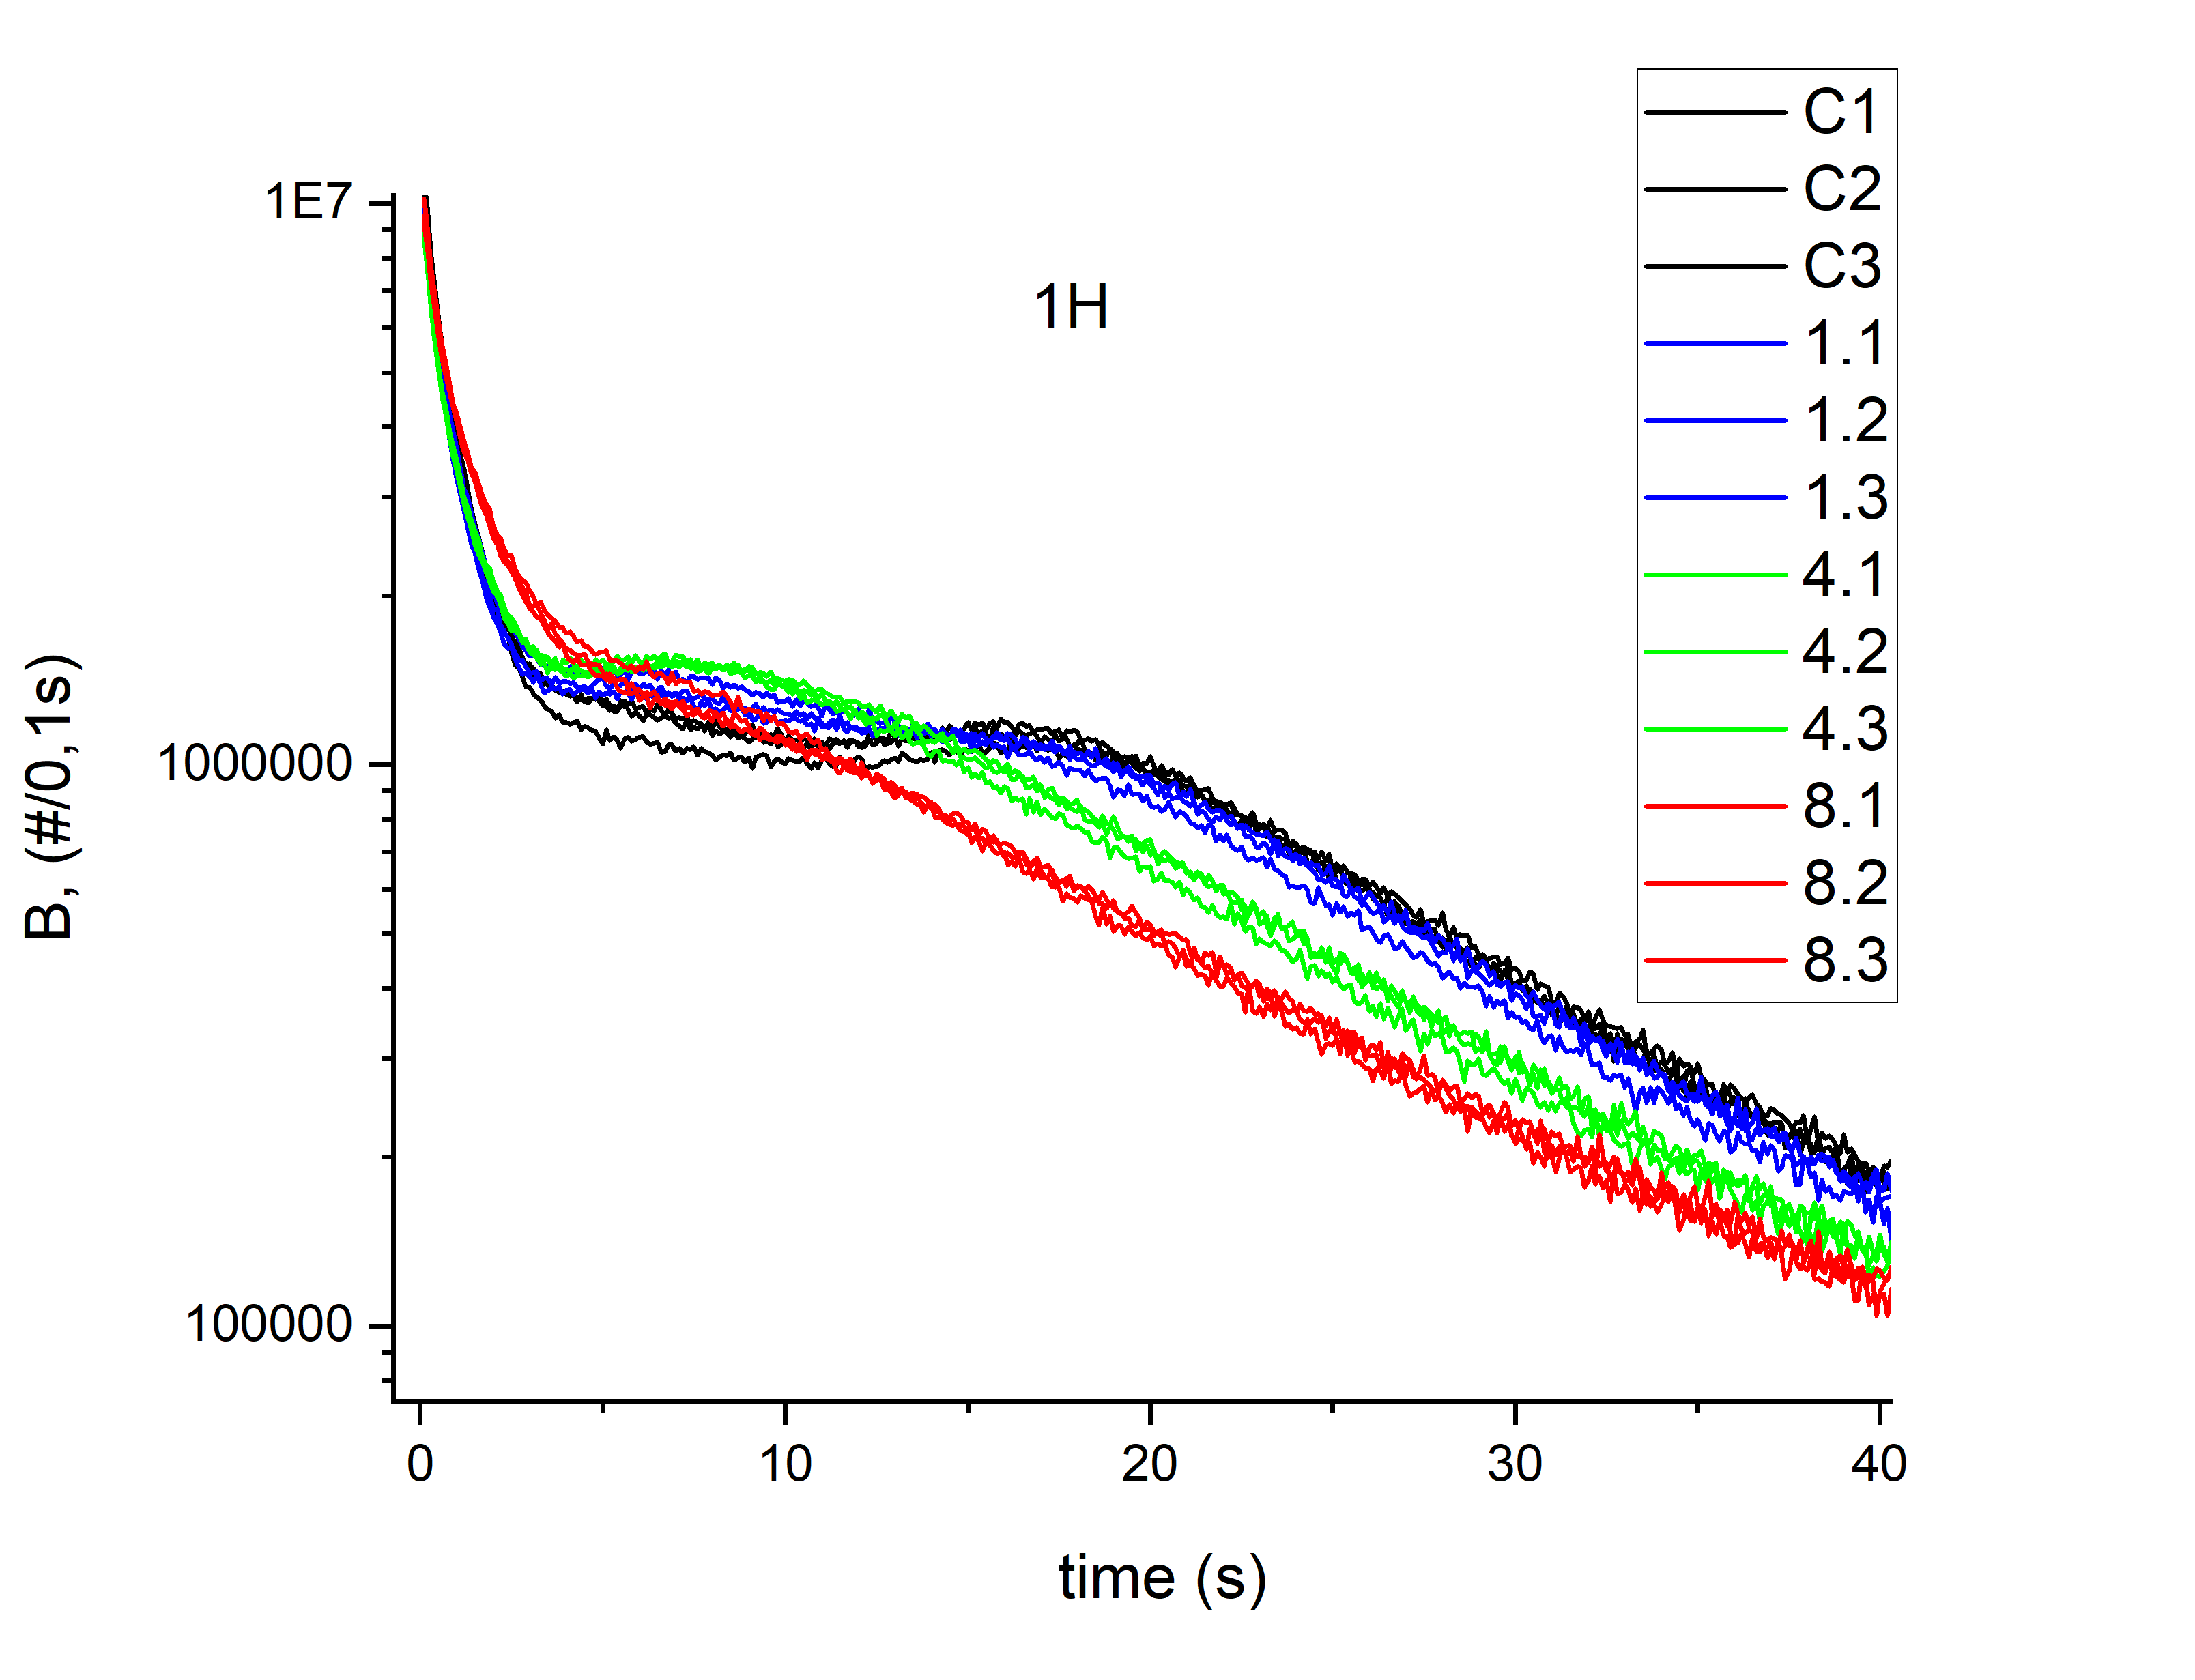 C1
C2
C3
1.1
1.2
1.3
4.1
4.2
4.3
8.1
8.2
8.3
1H
1E7
1000000
100000
B, (#/0,1s)
0 10 20 30 40
time (s)